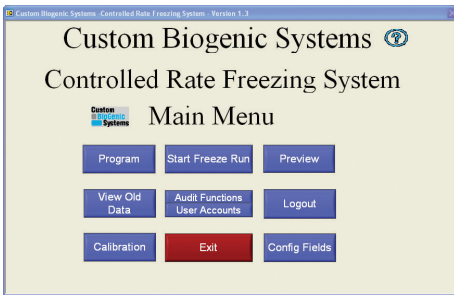 Custom Biogenic Systems -Controlled Rate Freezing System - Version 1.3
Custom Biogenic Systems ?
Controlled Rate Freezing System
Custom
BioGenic
Systems
Main Menu
Program
Start Freeze Run
Preview
View Old
Data
Audit Functions
User Accounts
Logout
Calibration
Exit
Config Fields